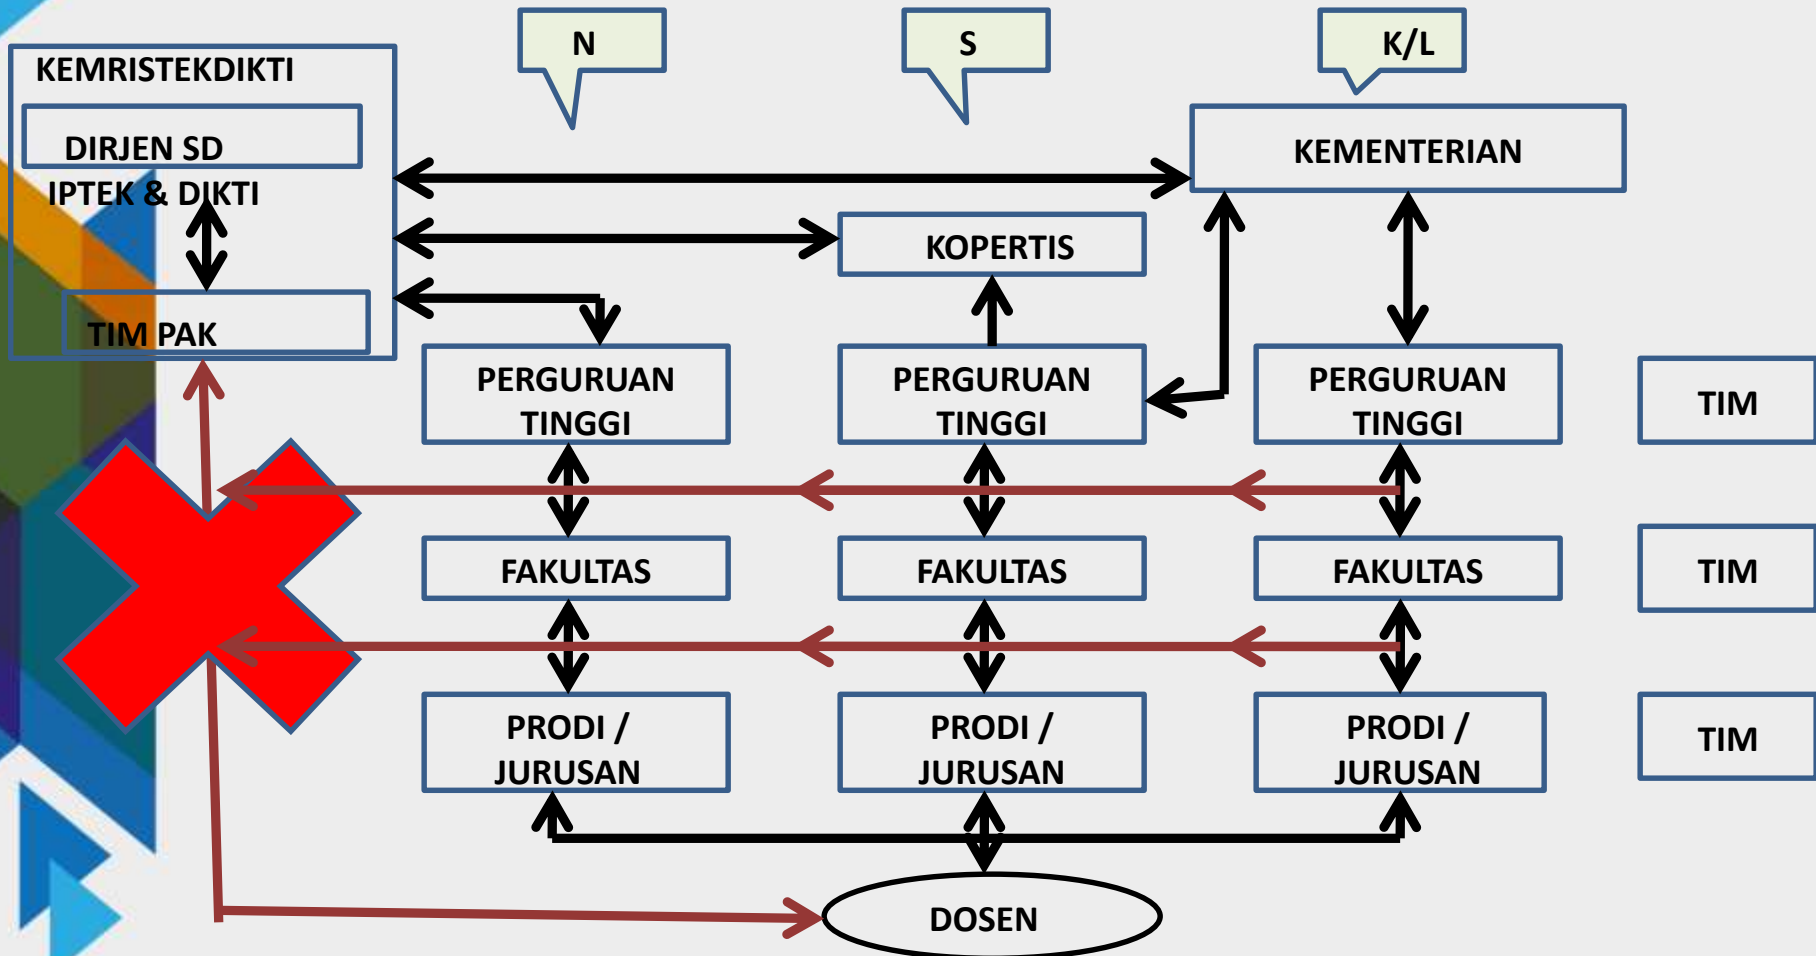 N
S
K/L
KEMRISTEKDIKTI
DIRJEN SD
IPTEK & DIKTI
KEMENTERIAN
KOPERTIS
TIM PAK
PERGURUAN
TINGGI
PERGURUAN
TINGGI
PERGURUAN
TINGGI
TIM
FAKULTAS
FAKULTAS
FAKULTAS
TIM
PRODI /
JURUSAN
PRODI /
JURUSAN
PRODI /
JURUSAN
TIM
DOSEN